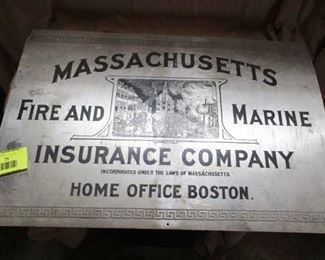 MASSACHUSETTS
FIRE AND MARINE
INSURANCE COMPANY
INCORPORATED UNDER THE LAWS OF MASSACHUSETTS
HOME OFFICE BOSTON.